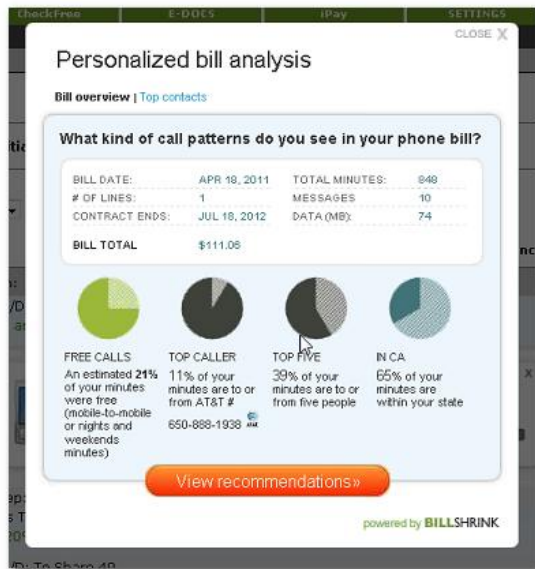 CheckFree E-DOCS iPay SETTINGS
CLOSE X
Personalized bill analysis
Bill overview | Top contacts
What kind of call patterns do you see in your phone bill?
BILL DATE: APR 18, 2011 TOTAL MINUTES: 848
# OF LINES: 1 MESSAGES 10
CONTRACT ENDS: JUL 18, 2012 DATA (MB): 74
BILL TOTAL $111.06
FREE CALLS
An estimated 21%
of your minutes
were free
(mobile-to-mobile
or nights and
weekends
minutes)
TOP CALLER
11% of your
minutes are to or
from AT&T #
650-888-1938
TOP FIVE
39% of your
minutes are to or
from five people
IN CA
65% of your
minutes are
within your state
View recommendations»
powered by BILLSHRINK
/D: To Share 4P